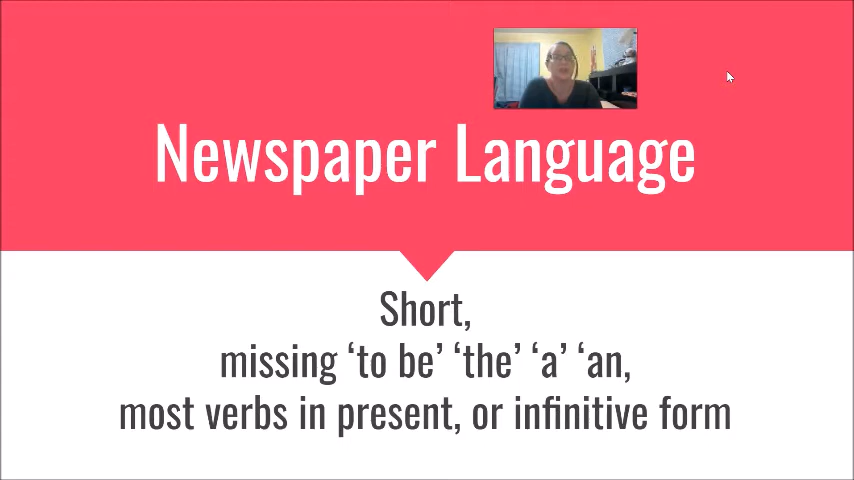 Newspaper Language
Short,
missing ‘to be’ ‘the’ ‘a’ ‘an,
most verbs in present, or infinitive form